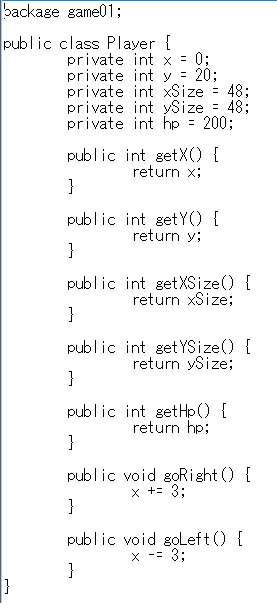 package game01;

public class Player {
	private int x = 0;
	private int y = 20;
	private int xSize = 48;
	private int ySize = 48;
	private int hp = 200;

	public int getX() {
		return x;
	}

	public int getY() {
		return y;
	}

	public int getXSize() {
		return xSize;
	}

	public int getYSize() {
		return ySize;
	}

	public int getHp() {
		return hp;
	}

	public void goRight() {
		x += 3;
	}

	public void goLeft() {
		x -= 3;
	}
}